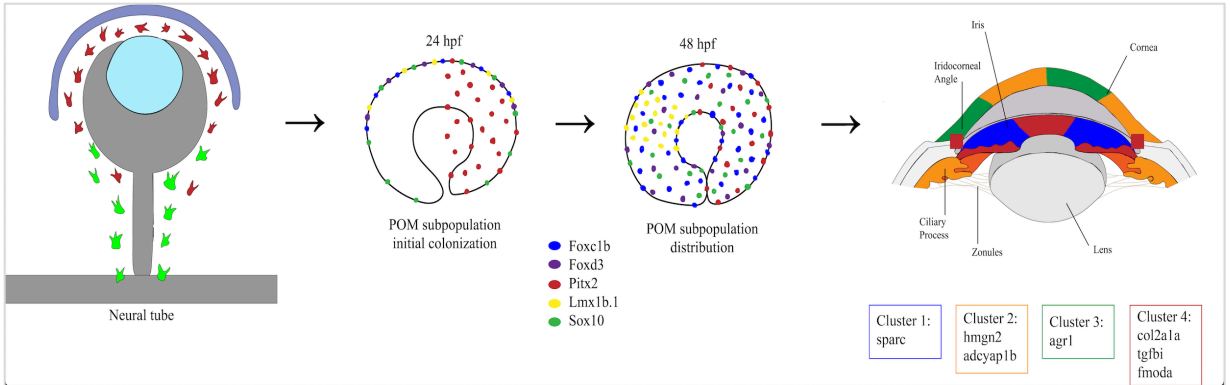 Neural tube
24 hpf
POM subpopulation
initial colonization
48 hpf
POM subpopulation
distribution
Foxc1b
Foxd3
Pitx2
Lmx1b.1
Sox10
Iris
Cornea
Iridocorneal
Angle
Ciliary
Process
Zonules
Lens
Cluster 1:
sparc
Cluster 2:
hmgn2
adcyap1b
Cluster 3:
agr1
Cluster 4:
col2a1a
tgfbi
fmoda